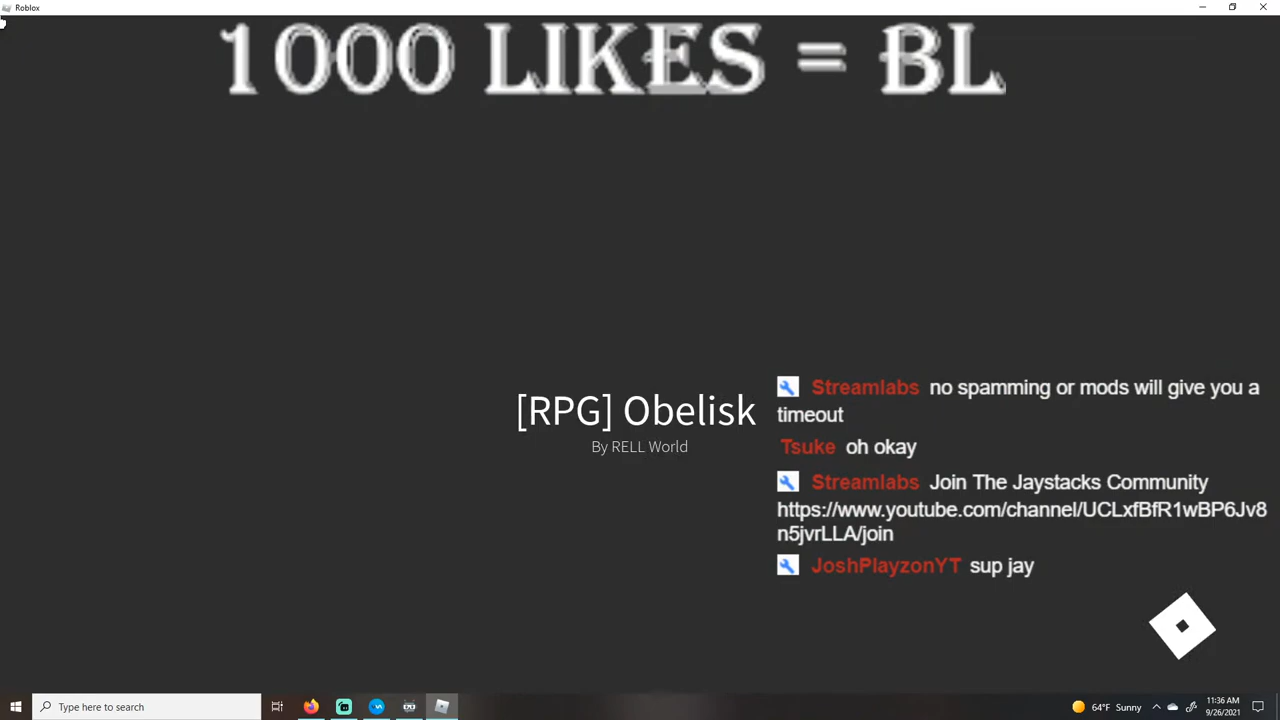 Roblox
1000 LIKES = BL
[RPG] Obelisk
By RELL World
Streamlabs no spamming or mods will give you a
timeout
Tsuke oh okay
Streamlabs Join The Jaystacks Community
https://www.youtube.com/channel/UCLxfBfR1wBP6Jv8
n5jvrLLA/join
JoshPlayzonYT sup jay
Type here to search
64°F Sunny
11:36 AM
9/26/2021